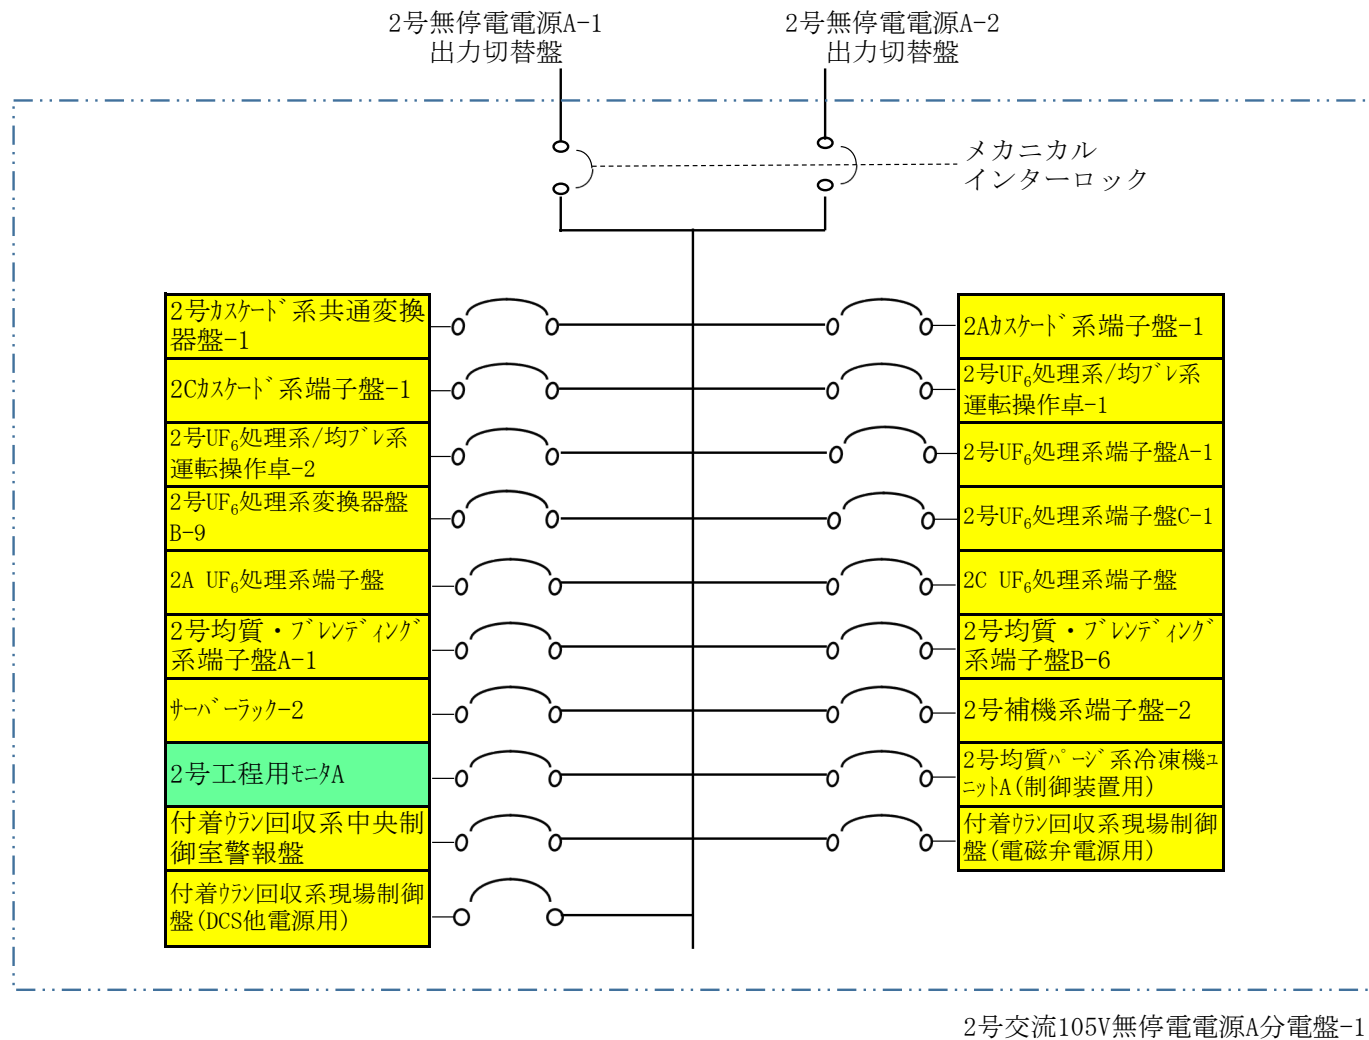 2号無停電電源A-1
出力切替盤
2号無停電電源A-2
出力切替盤
メカニカル
インターロック
2号ｶｽｹｰﾄﾞ系共通変換
器盤-1
2Aｶｽｹｰﾄﾞ系端子盤-1
2Cｶｽｹｰﾄﾞ系端子盤-1
2号UF₆処理系/均ﾌﾞﾚ系
運転操作卓-1
2号UF₆処理系/均ﾌﾞﾚ系
運転操作卓-2
2号UF₆処理系端子盤A-1
2号UF₆処理系変換器盤
B-9
2号UF₆処理系端子盤C-1
2A UF₆処理系端子盤
2C UF₆処理系端子盤
2号均質・ﾌﾞﾚﾝﾃﾞｨﾝｸﾞ
系端子盤A-1
2号均質・ﾌﾞﾚﾝﾃﾞｨﾝｸﾞ
系端子盤B-6
ｻｰﾊﾞｰﾗｯｸ-2
2号補機系端子盤-2
2号工程用ﾓﾆﾀA
2号均質ﾊﾟｰｼﾞ系冷凍機ﾕ
ﾆｯﾄA(制御装置用)
付着ｳﾗﾝ回収系中央制
御室警報盤
付着ｳﾗﾝ回収系現場制御
盤(電磁弁電源用)
付着ｳﾗﾝ回収系現場制御
盤(DCS他電源用)
2号交流105V無停電電源A分電盤-1